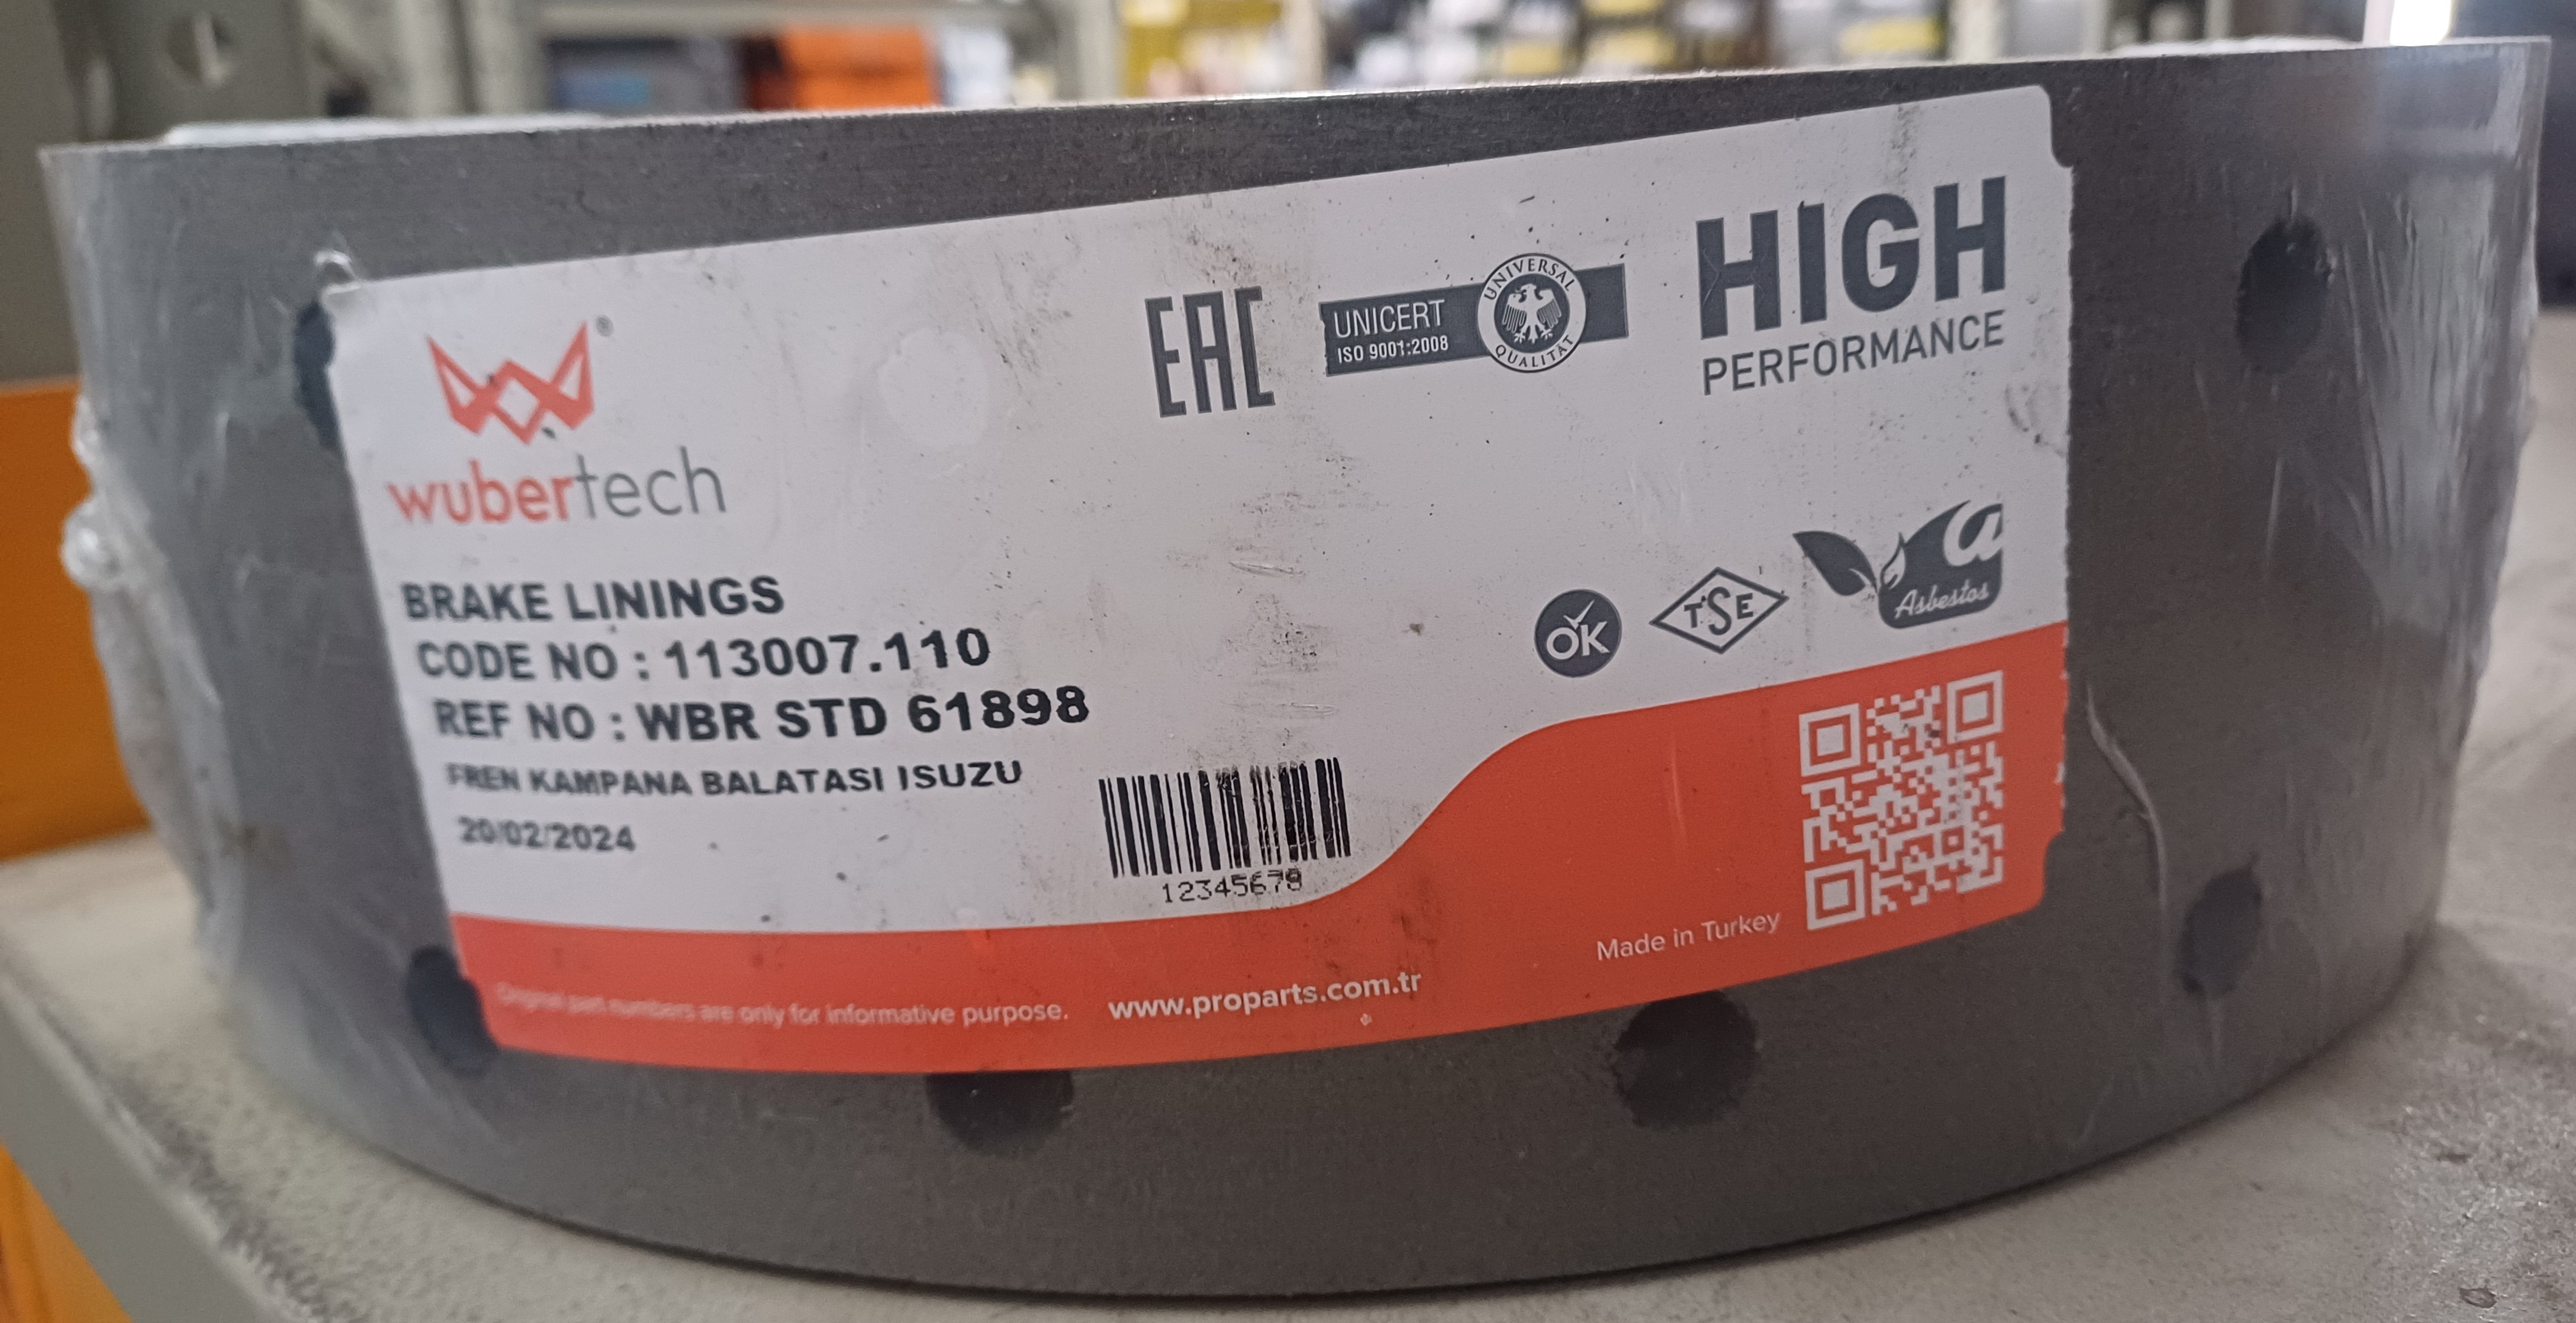 wubertech
®
EAC
UNICERT
ISO 9001:2008
UNIVERSAL
QUALITÄT
HIGH
PERFORMANCE
BRAKE LININGS
CODE NO : 113007.110
REF NO : WBR STD 61898
FREN KAMPANA BALATASI ISUZU
20/02/2024
12345678
OK
TSE
a
Asbestos
Made in Turkey
Original part numbers are only for informative purpose.
www.proparts.com.tr